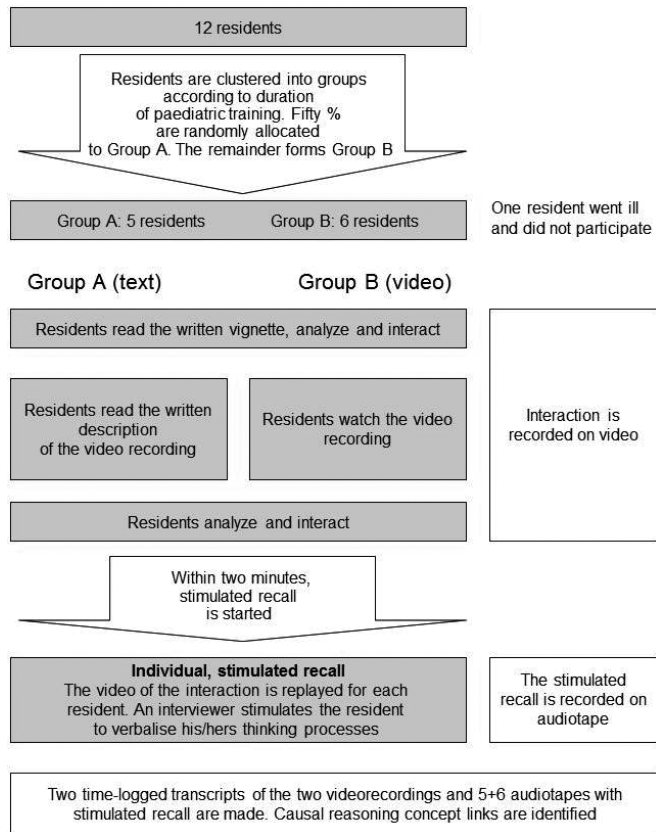 12 residents
Residents are clustered into groups
according to duration
of paediatric training. Fifty %
are randomly allocated
to Group A. The remainder forms Group B
Group A: 5 residents
Group B: 6 residents
One resident went ill
and did not participate
Group A (text)
Group B (video)
Residents read the written vignette, analyze and interact
Residents read the written
description
of the video recording
Residents watch the video
recording
Interaction is
recorded on video
Residents analyze and interact
Within two minutes,
stimulated recall
is started
Individual, stimulated recall
The video of the interaction is replayed for each
resident. An interviewer stimulates the resident
to verbalise his/hers thinking processes
The stimulated
recall is recorded on
audiotape
Two time-logged transcripts of the two videorecordings and 5+6 audiotapes with
stimulated recall are made. Causal reasoning concept links are identified